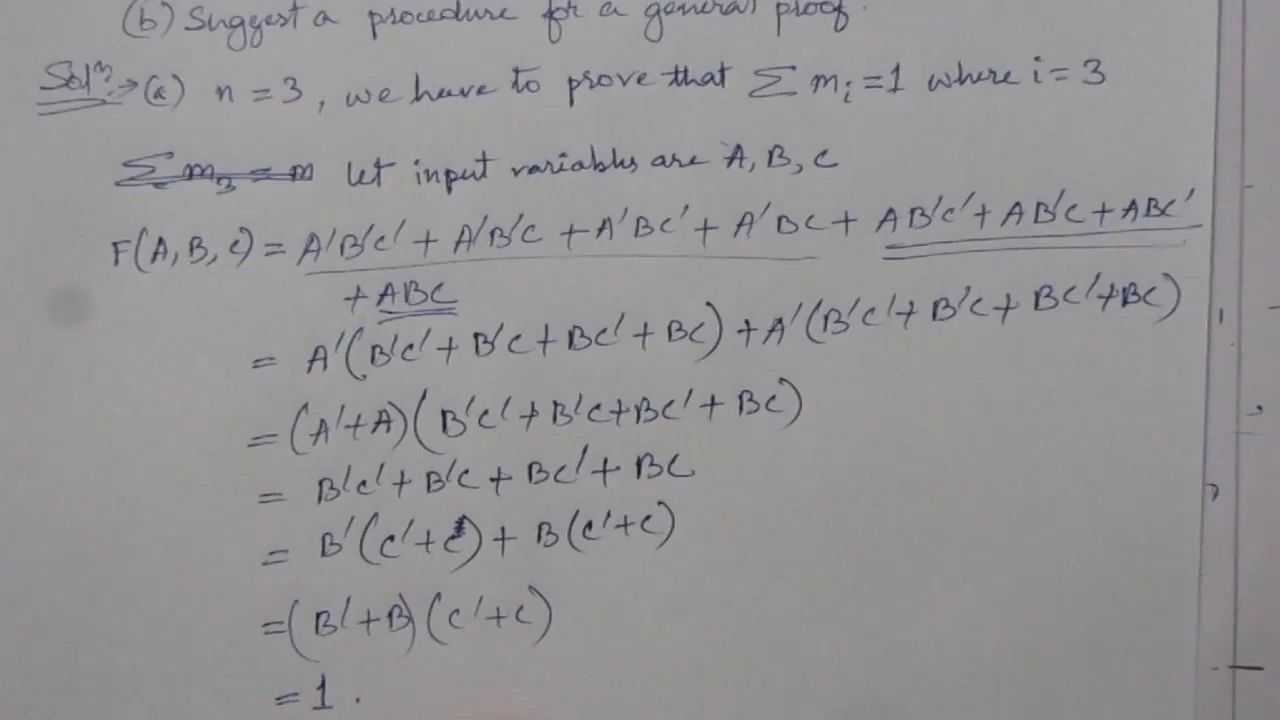 (b) Suggest a procedure for a general proof.
Solⁿ. → (a) n = 3, we have to prove that Σ mᵢ = 1 where i = 3
Σ m₃ = m let input variables are A, B, C
F(A, B, C) = A'B'C' + A'B'C + A'BC' + A'BC + AB'C' + AB'C + ABC'
+ ABC
= A'(B'C' + B'C + BC' + BC) + A'(B'C' + B'C + BC' + BC)
= (A'+A)(B'C' + B'C + BC' + BC)
= B'C' + B'C + BC' + BC
= B'(C'+C) + B(C'+C)
= (B'+B)(C'+C)
= 1.